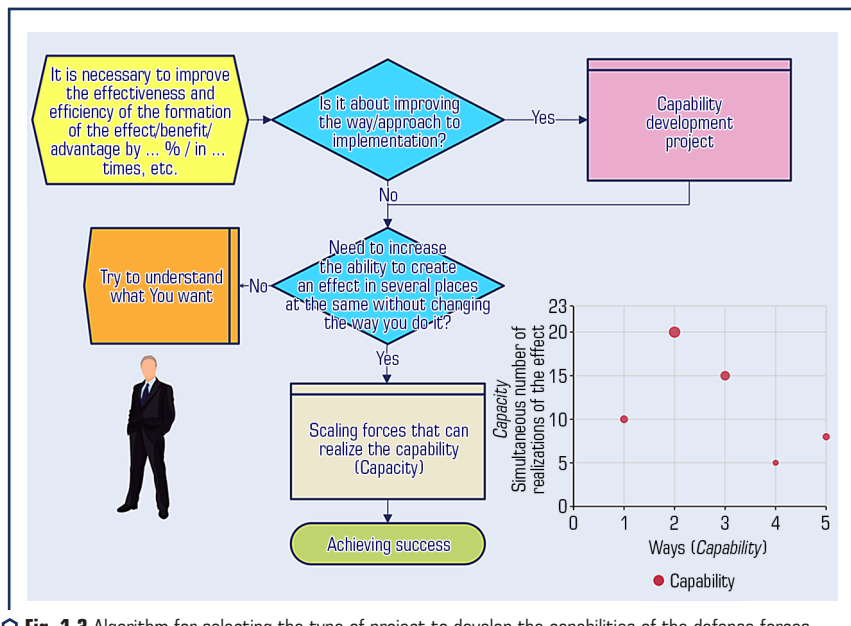 It is necessary to improve
the effectiveness and
efficiency of the formation
of the effect/benefit/
advantage by ... % / in ...
times, etc.
Is it about improving
the way/approach to
implementation?
Yes
Capability
development
project
No
Need to increase
the ability to create
an effect in several places
at the same without changing
the way you do it?
No
Try to understand
what You want
Yes
Scaling forces that can
realize the capability
(Capacity)
Achieving success
Capacity
Simultaneous number of
realizations of the effect
23
20
15
10
5
0
0 1 2 3 4 5
Ways (Capability)
Capability
Fig. 1.3 Algorithm for selecting the type of project to develop the capabilities of the defense forces